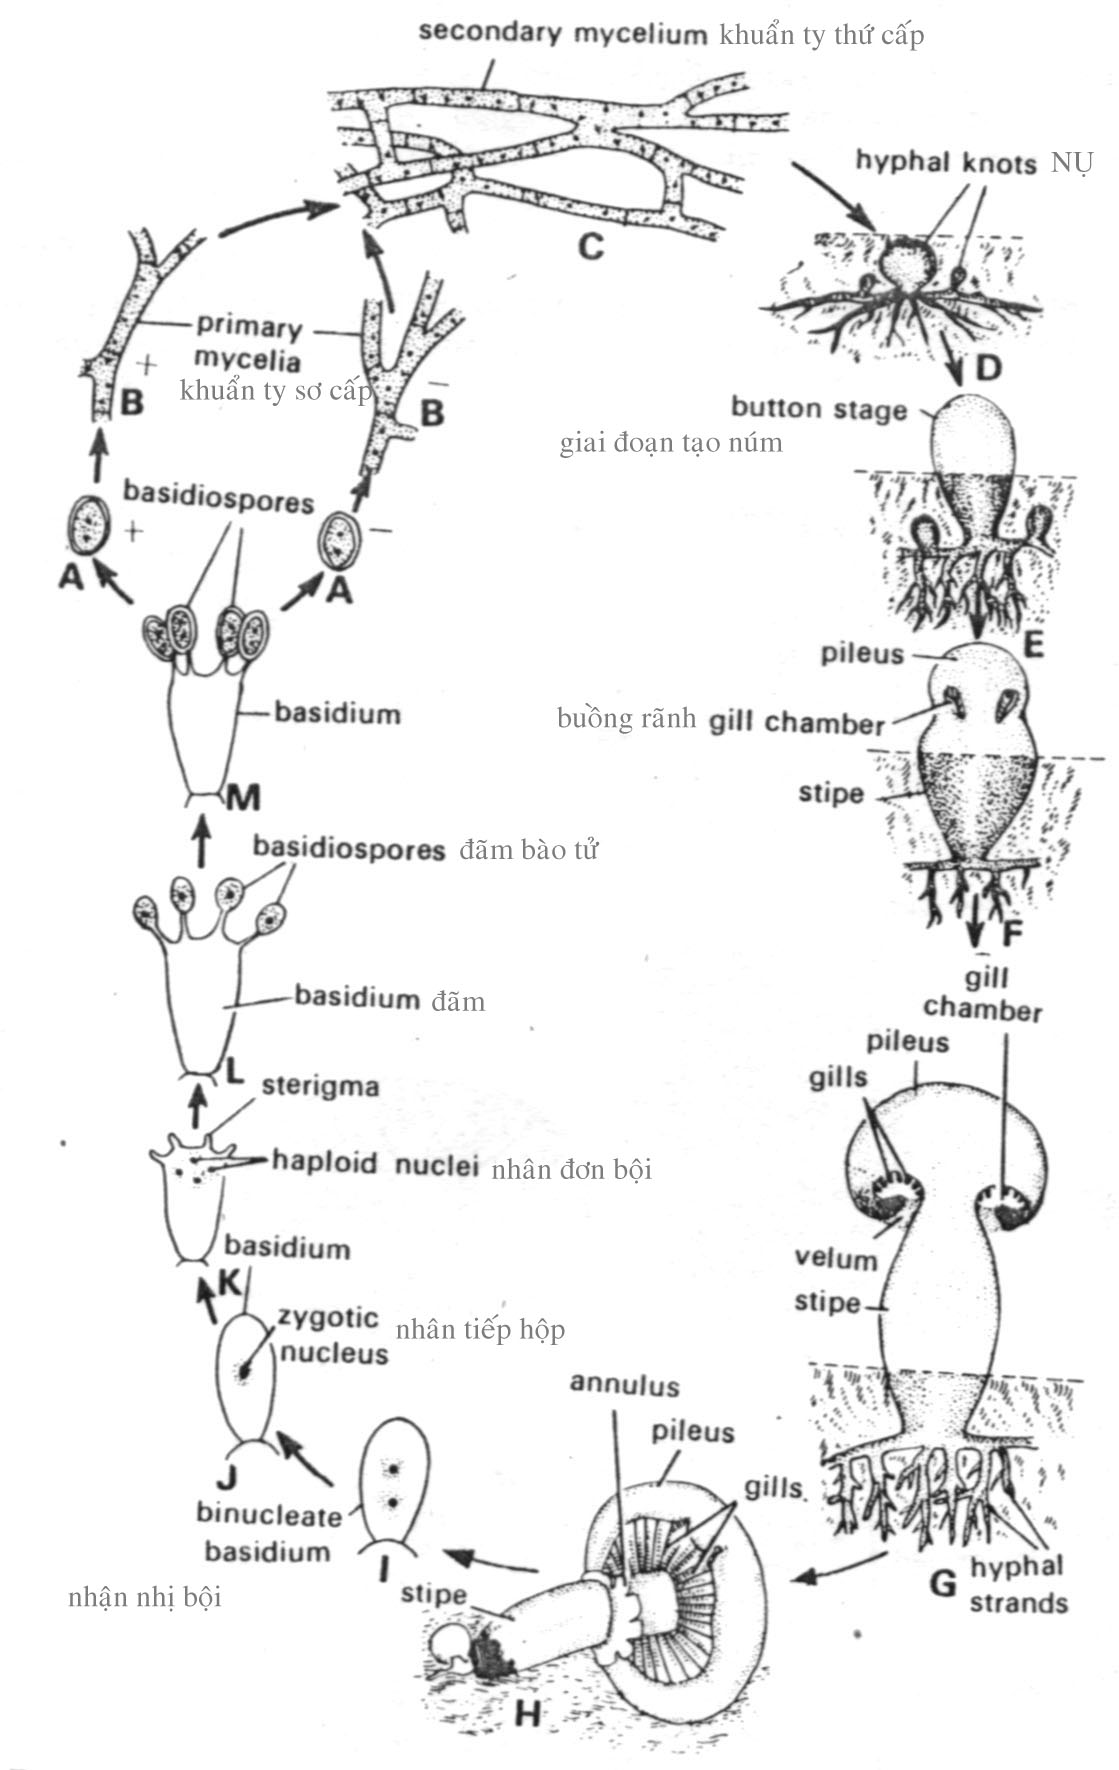 secondary mycelium khuẩn ty thứ cấp
hyphal knots NỤ
C
primary
mycelia
khuẩn ty sơ cấp
+
B
−
B
D
button stage
giai đoạn tạo núm
basidiospores
+
−
A
A
E
pileus
basidium
buồng rãnh gill chamber
stipe
M
basidiospores đãm bào tử
F
gill
chamber
basidium đãm
pileus
gills
L
sterigma
haploid nuclei nhân đơn bội
basidium
velum
K
stipe
zygotic
nucleus
nhân tiếp hộp
annulus
pileus
J
gills
binucleate
basidium
I
stipe
G
hyphal
strands
nhận nhị bội
H